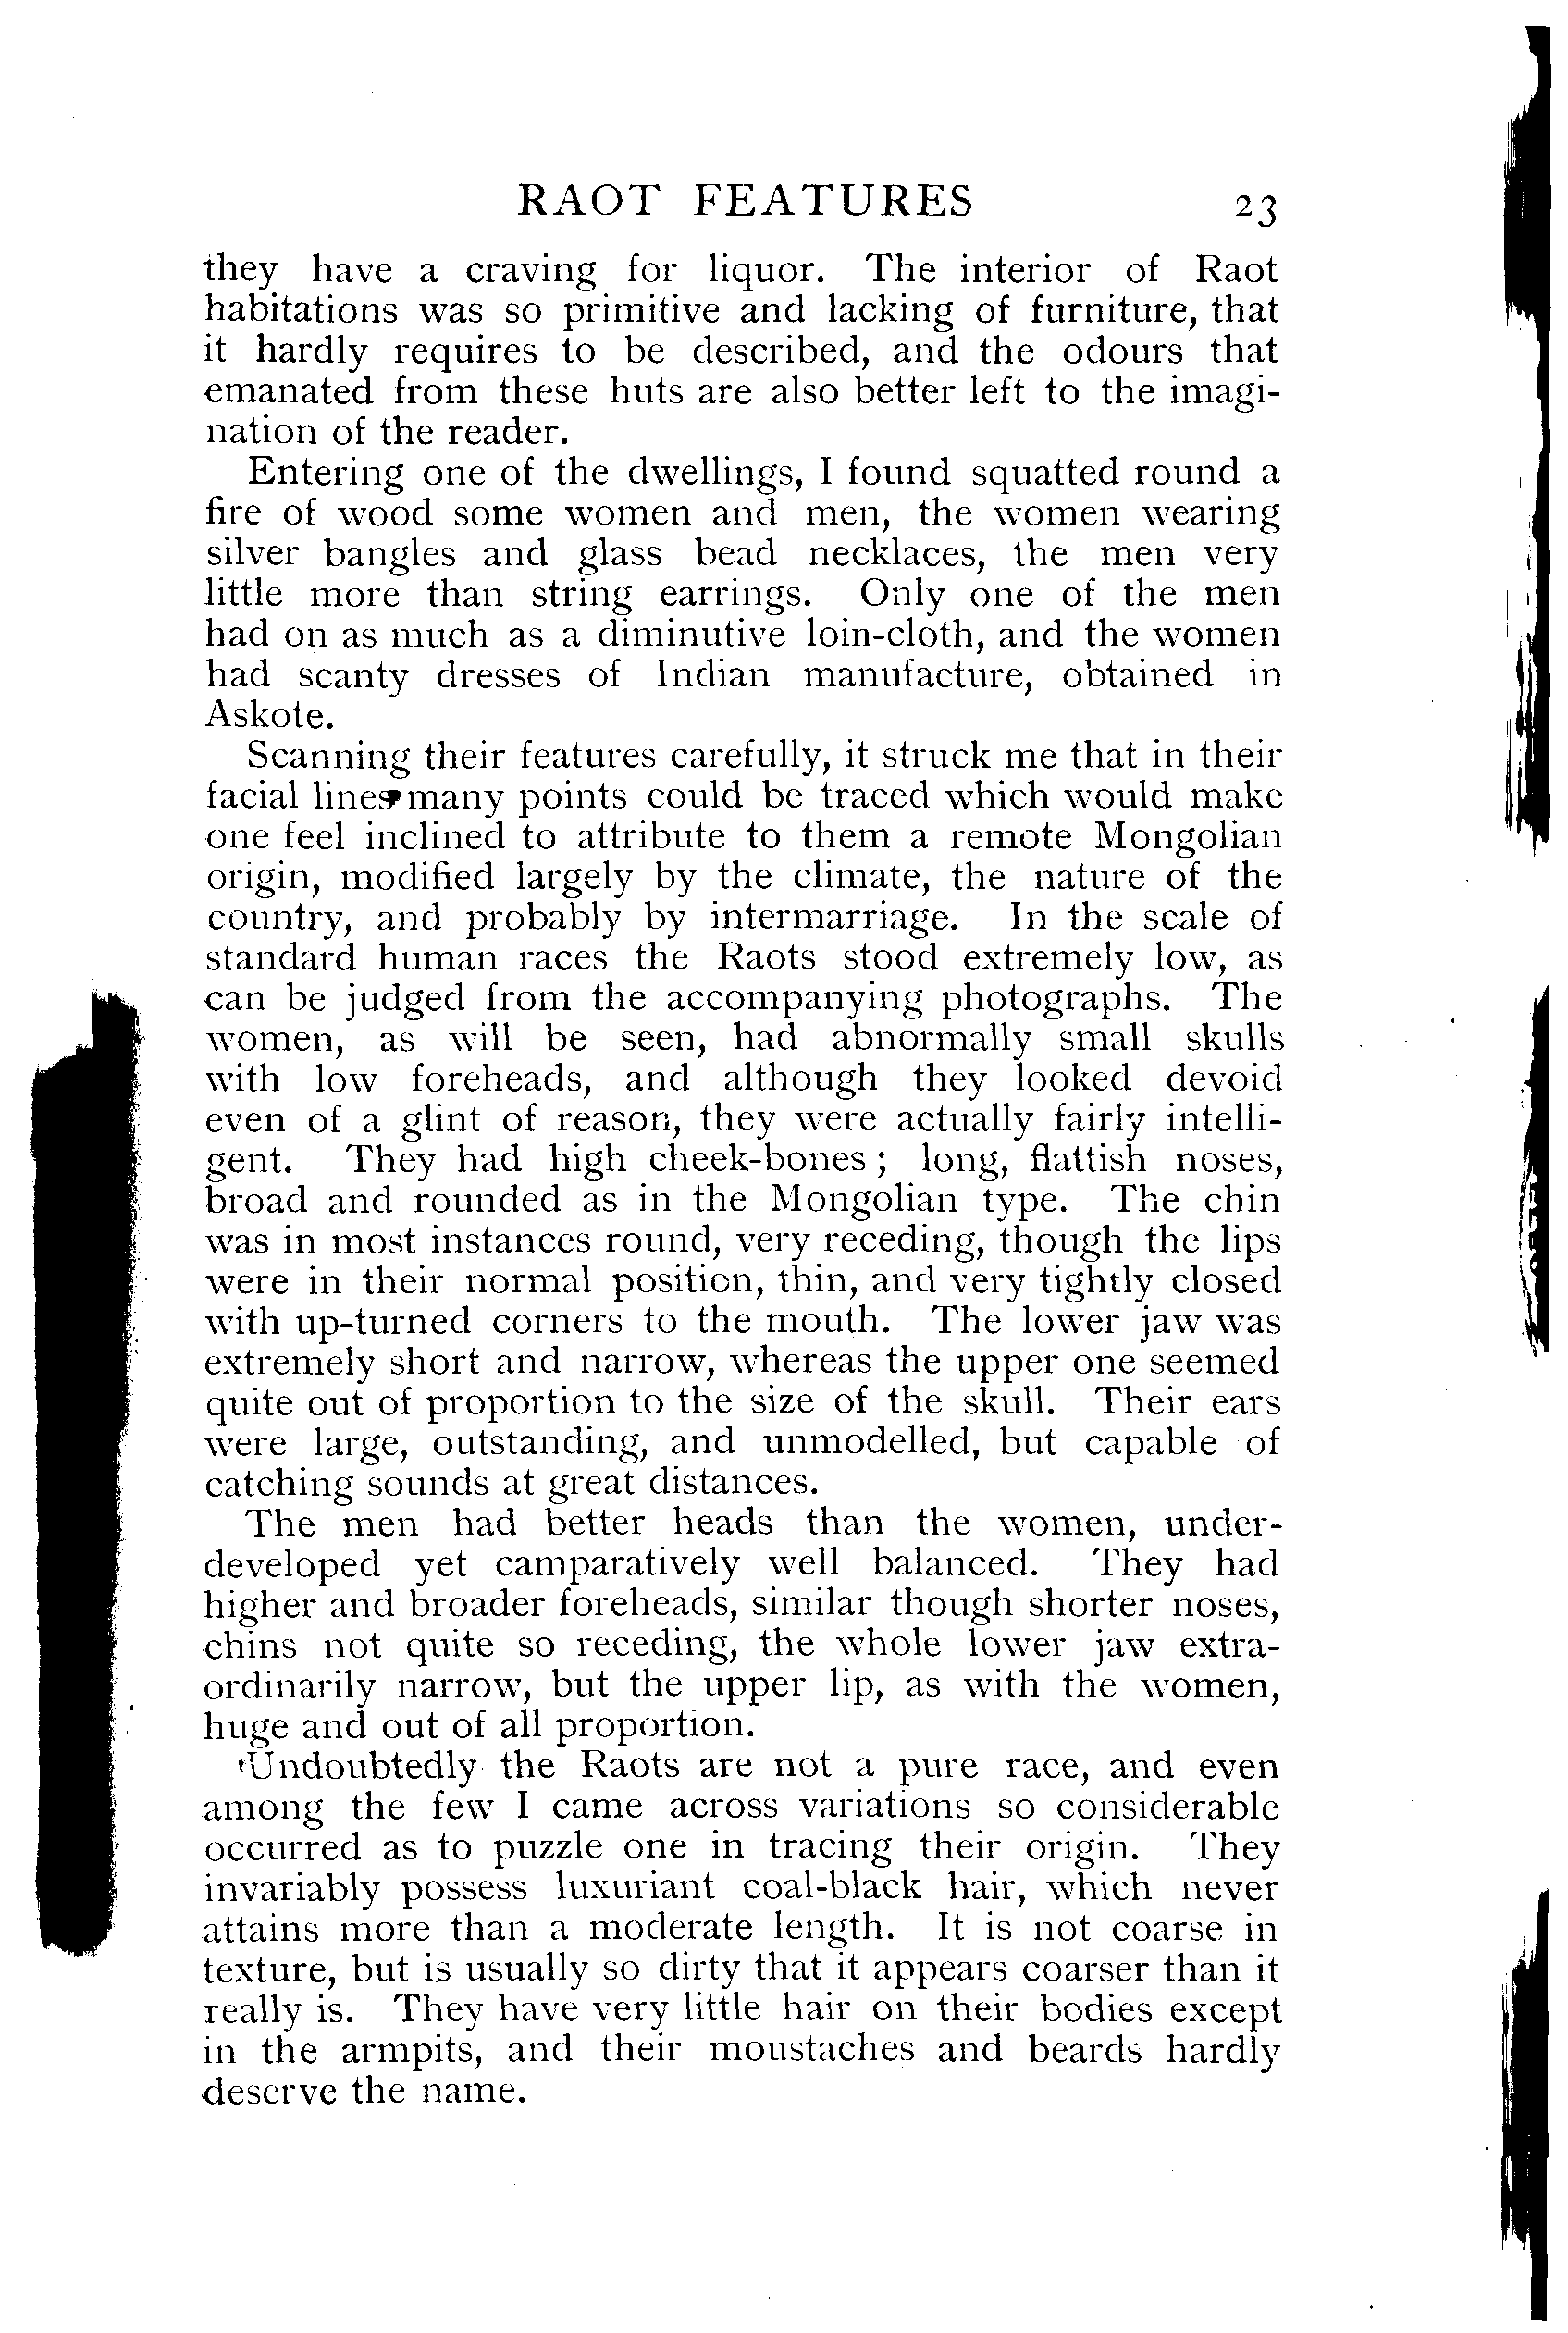 RAOT FEATURES 23
they have a craving for liquor. The interior of Raot
habitations was so primitive and lacking of furniture, that
it hardly requires to be described, and the odours that
emanated from these huts are also better left to the imagi-
nation of the reader.
Entering one of the dwellings, I found squatted round a
fire of wood some women and men, the women wearing
silver bangles and glass bead necklaces, the men very
little more than string earrings. Only one of the men
had on as much as a diminutive loin-cloth, and the women
had scanty dresses of Indian manufacture, obtained in
Askote.
Scanning their features carefully, it struck me that in their
facial lines many points could be traced which would make
one feel inclined to attribute to them a remote Mongolian
origin, modified largely by the climate, the nature of the
country, and probably by intermarriage. In the scale of
standard human races the Raots stood extremely low, as
can be judged from the accompanying photographs. The
women, as will be seen, had abnormally small skulls
with low foreheads, and although they looked devoid
even of a glint of reason, they were actually fairly intelli-
gent. They had high cheek-bones; long, flattish noses,
broad and rounded as in the Mongolian type. The chin
was in most instances round, very receding, though the lips
were in their normal position, thin, and very tightly closed
with up-turned corners to the mouth. The lower jaw was
extremely short and narrow, whereas the upper one seemed
quite out of proportion to the size of the skull. Their ears
were large, outstanding, and unmodelled, but capable of
catching sounds at great distances.
The men had better heads than the women, under-
developed yet camparatively well balanced. They had
higher and broader foreheads, similar though shorter noses,
chins not quite so receding, the whole lower jaw extra-
ordinarily narrow, but the upper lip, as with the women,
huge and out of all proportion.
Undoubtedly the Raots are not a pure race, and even
among the few I came across variations so considerable
occurred as to puzzle one in tracing their origin. They
invariably possess luxuriant coal-black hair, which never
attains more than a moderate length. It is not coarse in
texture, but is usually so dirty that it appears coarser than it
really is. They have very little hair on their bodies except
in the armpits, and their moustaches and beards hardly
deserve the name.